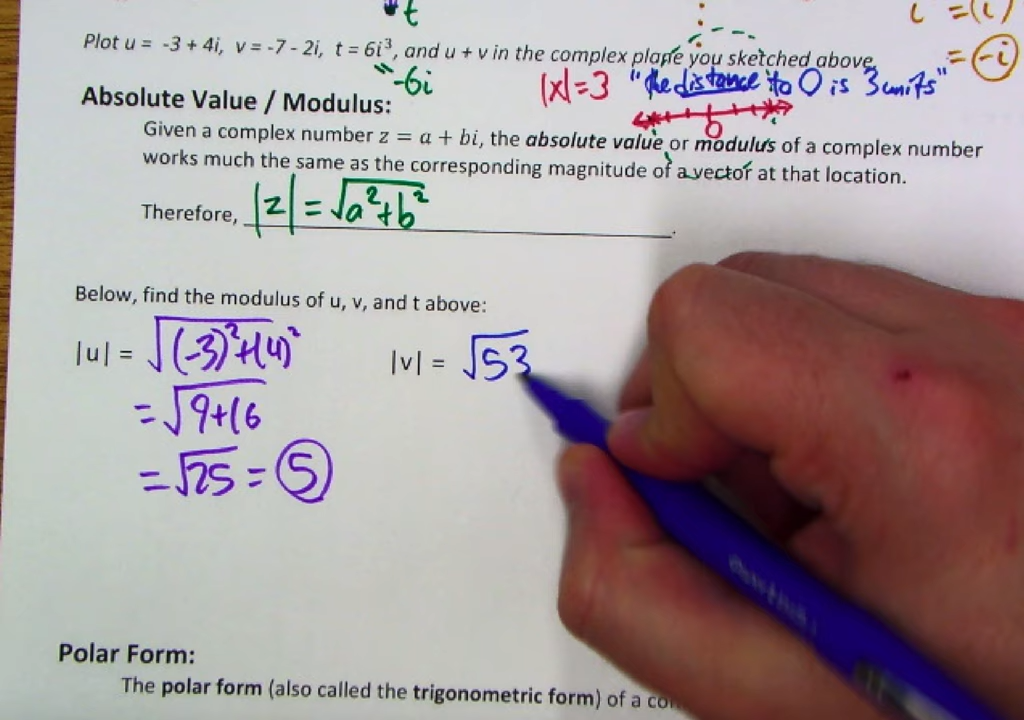 t
= -i
Plot u = -3 + 4i, v = -7 - 2i, t = 6i³, and u + v in the complex plane you sketched above.
-6i
|x| = 3 "the distance to 0 is 3 units"
0
Absolute Value / Modulus:
Given a complex number z = a + bi, the absolute value or modulus of a complex number
works much the same as the corresponding magnitude of a vector at that location.
Therefore, |z| = √a²+b² .
Below, find the modulus of u, v, and t above:
|u| = √(-3)²+(4)² |v| = √53
= √9+16
= √25 = 5
Polar Form:
The polar form (also called the trigonometric form) of a